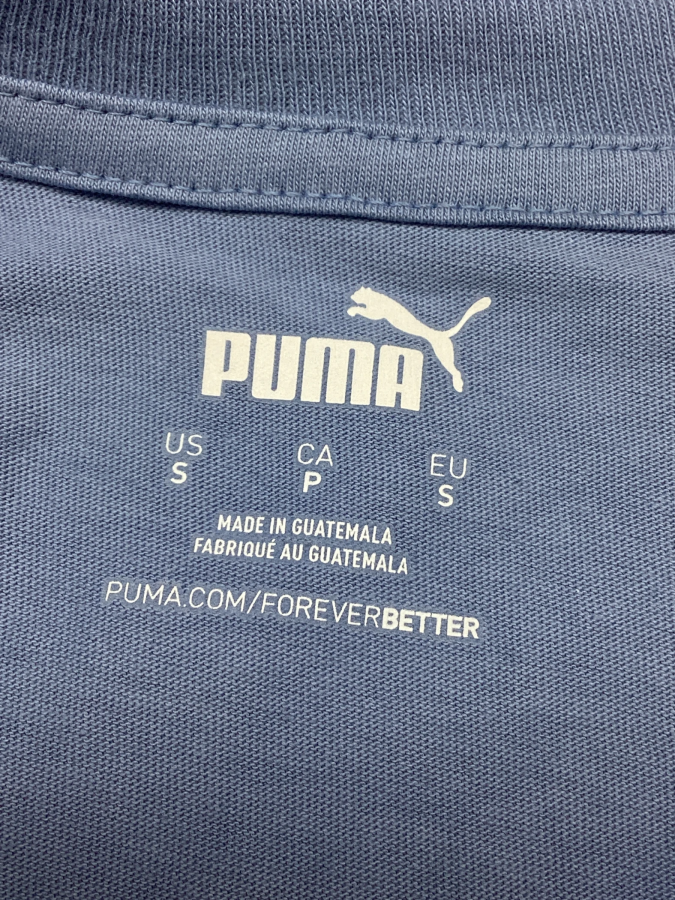 PUMA
US CA EU
S P S
MADE IN GUATEMALA
FABRIQUÉ AU GUATEMALA
PUMA.COM/FOREVERBETTER